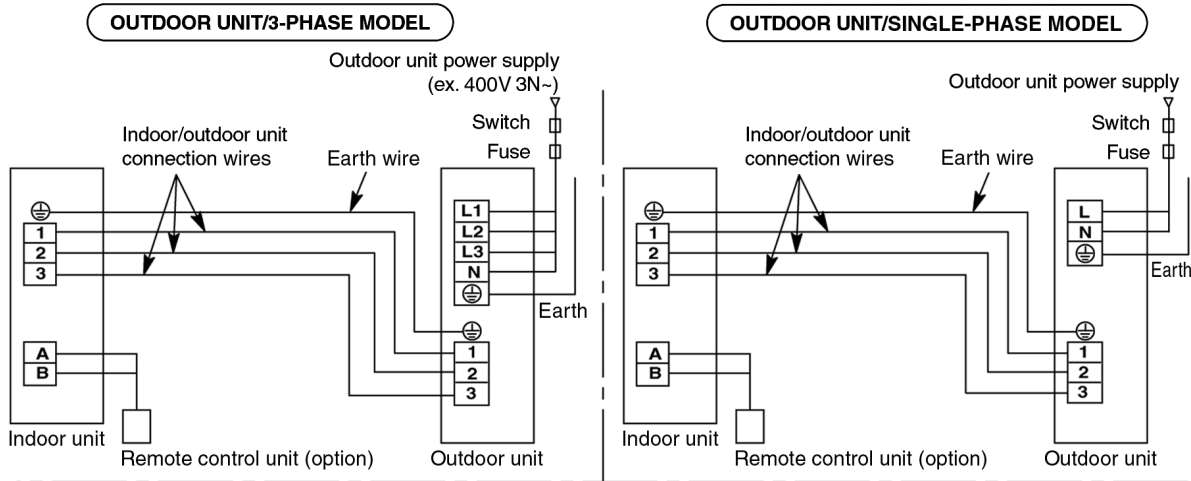 OUTDOOR UNIT/3-PHASE MODEL
Outdoor unit power supply
(ex. 400V 3N~)
Switch
Fuse
Indoor/outdoor unit
connection wires
Earth wire
1
2
3
A
B
L1
L2
L3
N
Earth
1
2
3
Indoor unit
Remote control unit (option)
Outdoor unit
OUTDOOR UNIT/SINGLE-PHASE MODEL
Outdoor unit power supply
Switch
Fuse
Indoor/outdoor unit
connection wires
Earth wire
1
2
3
A
B
L
N
Earth
1
2
3
Indoor unit
Remote control unit (option)
Outdoor unit